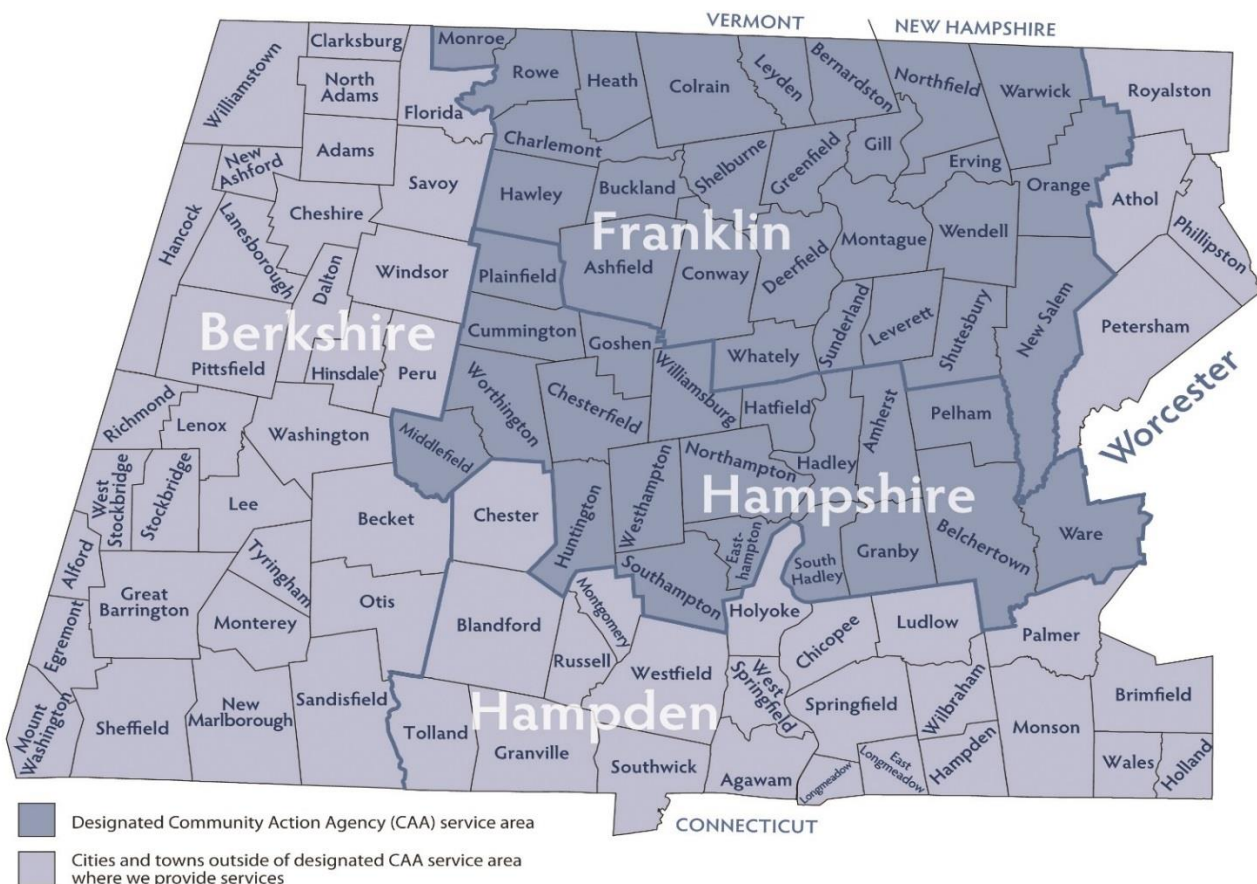 VERMONT
NEW HAMPSHIRE
Clarksburg
Monroe
Williamstown
North
Adams
Florida
Rowe
Heath
Colrain
Leyden
Bernardston
Northfield
Warwick
Royalston
New
Ashford
Adams
Savoy
Charlemont
Hawley
Buckland
Shelburne
Greenfield
Gill
Erving
Orange
Athol
Phillipston
Hancock
Lanesborough
Cheshire
Dalton
Windsor
Plainfield
Franklin
Ashfield
Conway
Deerfield
Montague
Wendell
Berkshire
Pittsfield
Hinsdale
Peru
Cummington
Goshen
Williamsburg
Whately
Sunderland
Leverett
Shutesbury
New Salem
Petersham
Worcester
Richmond
Lenox
Washington
Middlefield
Worthington
Chesterfield
Hatfield
Amherst
Pelham
West
Stockbridge
Stockbridge
Lee
Becket
Chester
Huntington
Westhampton
Northampton
Hadley
Hampshire
Belchertown
Ware
Alford
Great
Barrington
Tyringham
Monterey
Otis
Blandford
Montgomery
Russell
Southampton
East-
hampton
South
Hadley
Granby
Holyoke
Chicopee
Ludlow
Palmer
Egremont
Mount
Washington
Sheffield
New
Marlborough
Sandisfield
Tolland
Hampden
Granville
Westfield
West
Springfield
Springfield
Wilbraham
Monson
Brimfield
Southwick
Agawam
Longmeadow
East
Longmeadow
Hampden
Wales
Holland
Designated Community Action Agency (CAA) service area
CONNECTICUT
Cities and towns outside of designated CAA service area
where we provide services